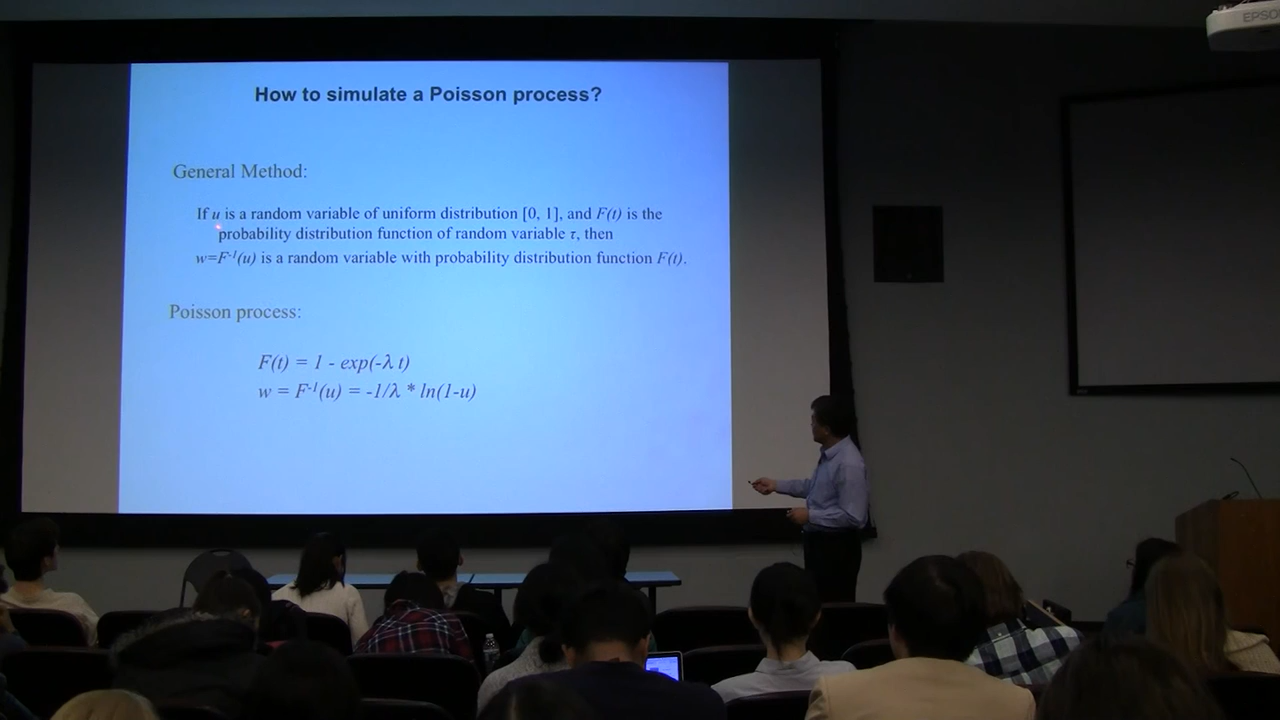 EPSO
How to simulate a Poisson process?
General Method:
If u is a random variable of uniform distribution [0, 1], and F(t) is the
probability distribution function of random variable τ, then
w=F⁻¹(u) is a random variable with probability distribution function F(t).
Poisson process:
F(t) = 1 - exp(-λ t)
w = F⁻¹(u) = -1/λ * ln(1-u)